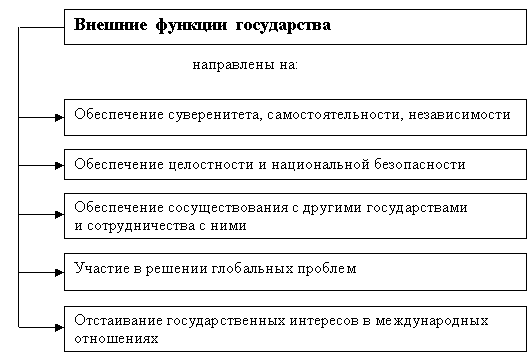 Внешние функции государства
направлены на:
Обеспечение суверенитета, самостоятельности, независимости
Обеспечение целостности и национальной безопасности
Обеспечение сосуществования с другими государствами
и сотрудничества с ними
Участие в решении глобальных проблем
Отстаивание государственных интересов в международных
отношениях